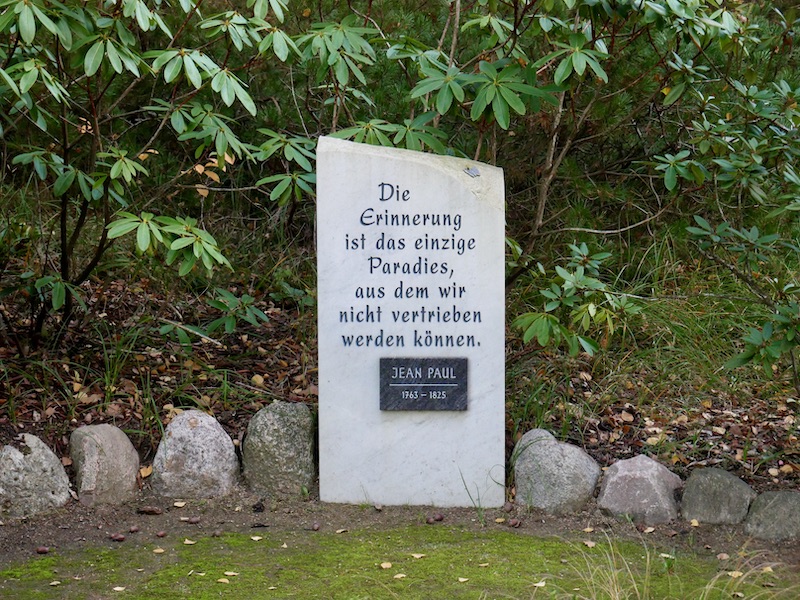 Die
Erinnerung
ist das einzige
Paradies,
aus dem wir
nicht vertrieben
werden können.
JEAN PAUL
1763 – 1825